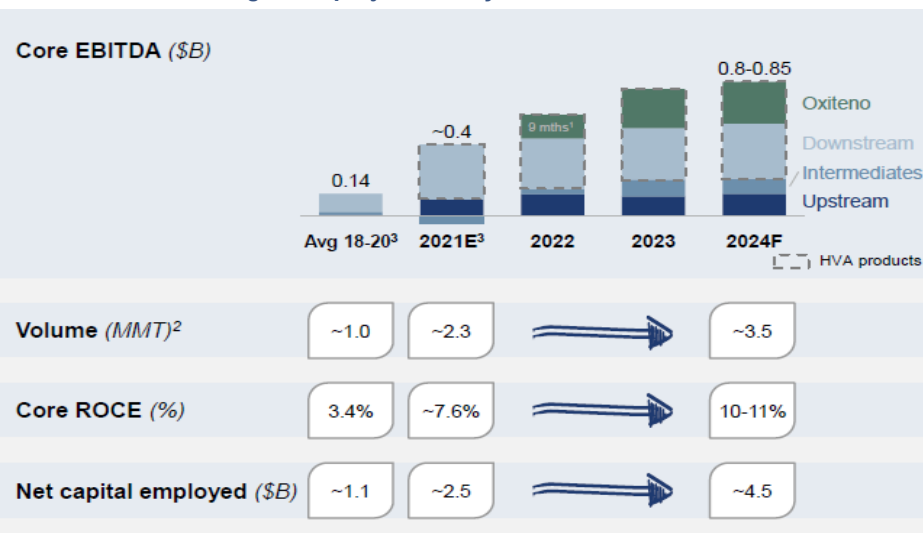 Core EBITDA ($B)
0.8-0.85
Oxiteno
9 mths¹
~0.4
Downstream
Intermediates
0.14
Upstream
Avg 18-20³ 2021E³ 2022 2023 2024F
HVA products
Volume (MMT)² ~1.0 ~2.3 ~3.5
Core ROCE (%) 3.4% ~7.6% 10-11%
Net capital employed ($B) ~1.1 ~2.5 ~4.5